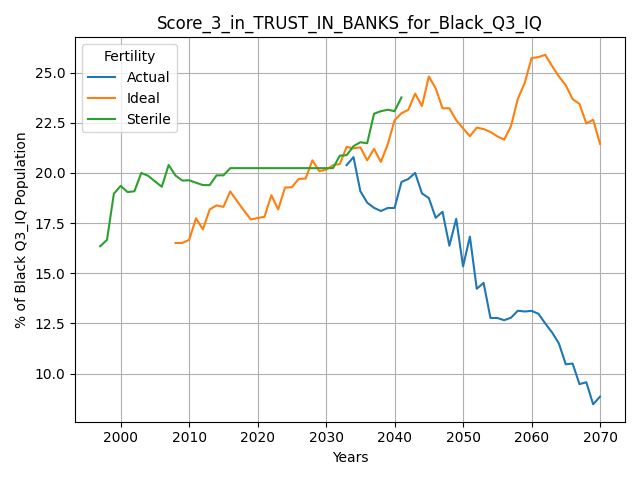 Score_3_in_TRUST_IN_BANKS_for_Black_Q3_IQ
Fertility
Actual
Ideal
Sterile
% of Black Q3_IQ Population
25.0
22.5
20.0
17.5
15.0
12.5
10.0
2000 2010 2020 2030 2040 2050 2060 2070
Years